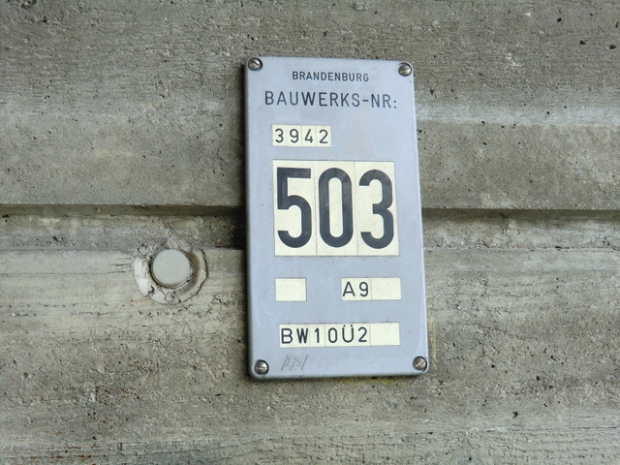 BRANDENBURG
BAUWERKS-NR:
3942
503
A9
BW10Ü2